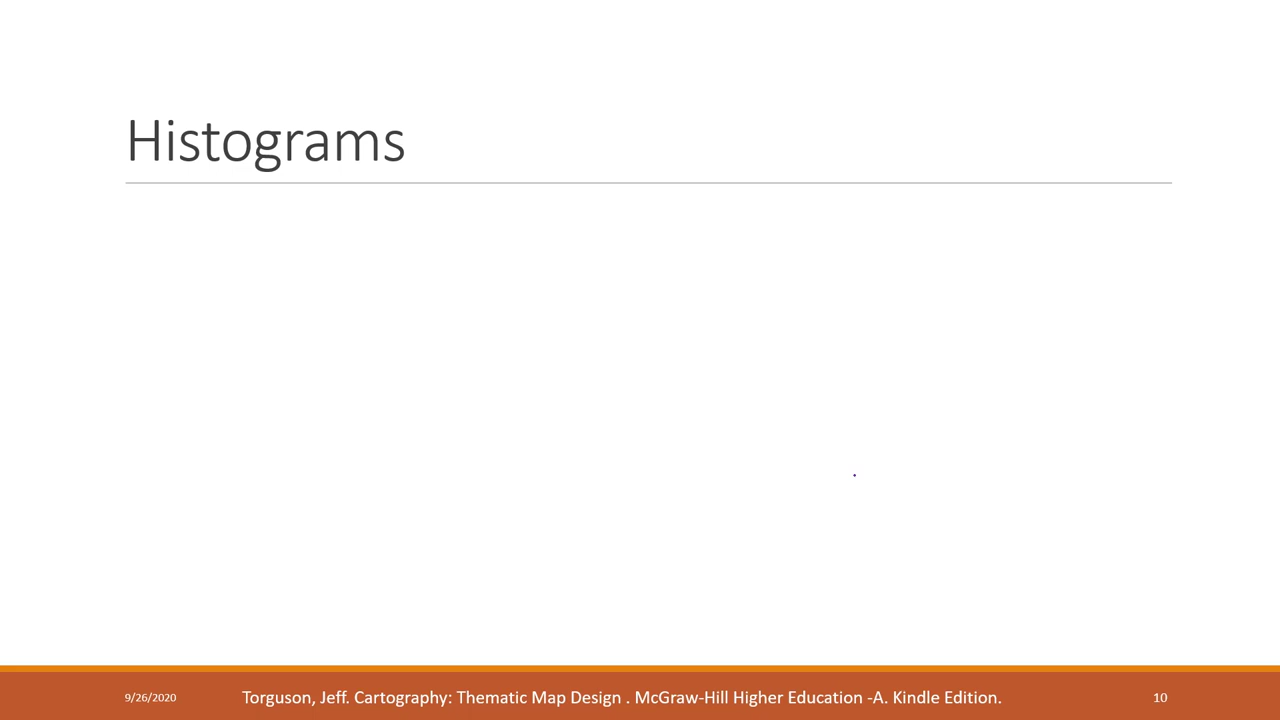 Histograms
9/26/2020
Torguson, Jeff. Cartography: Thematic Map Design . McGraw-Hill Higher Education -A. Kindle Edition.
10